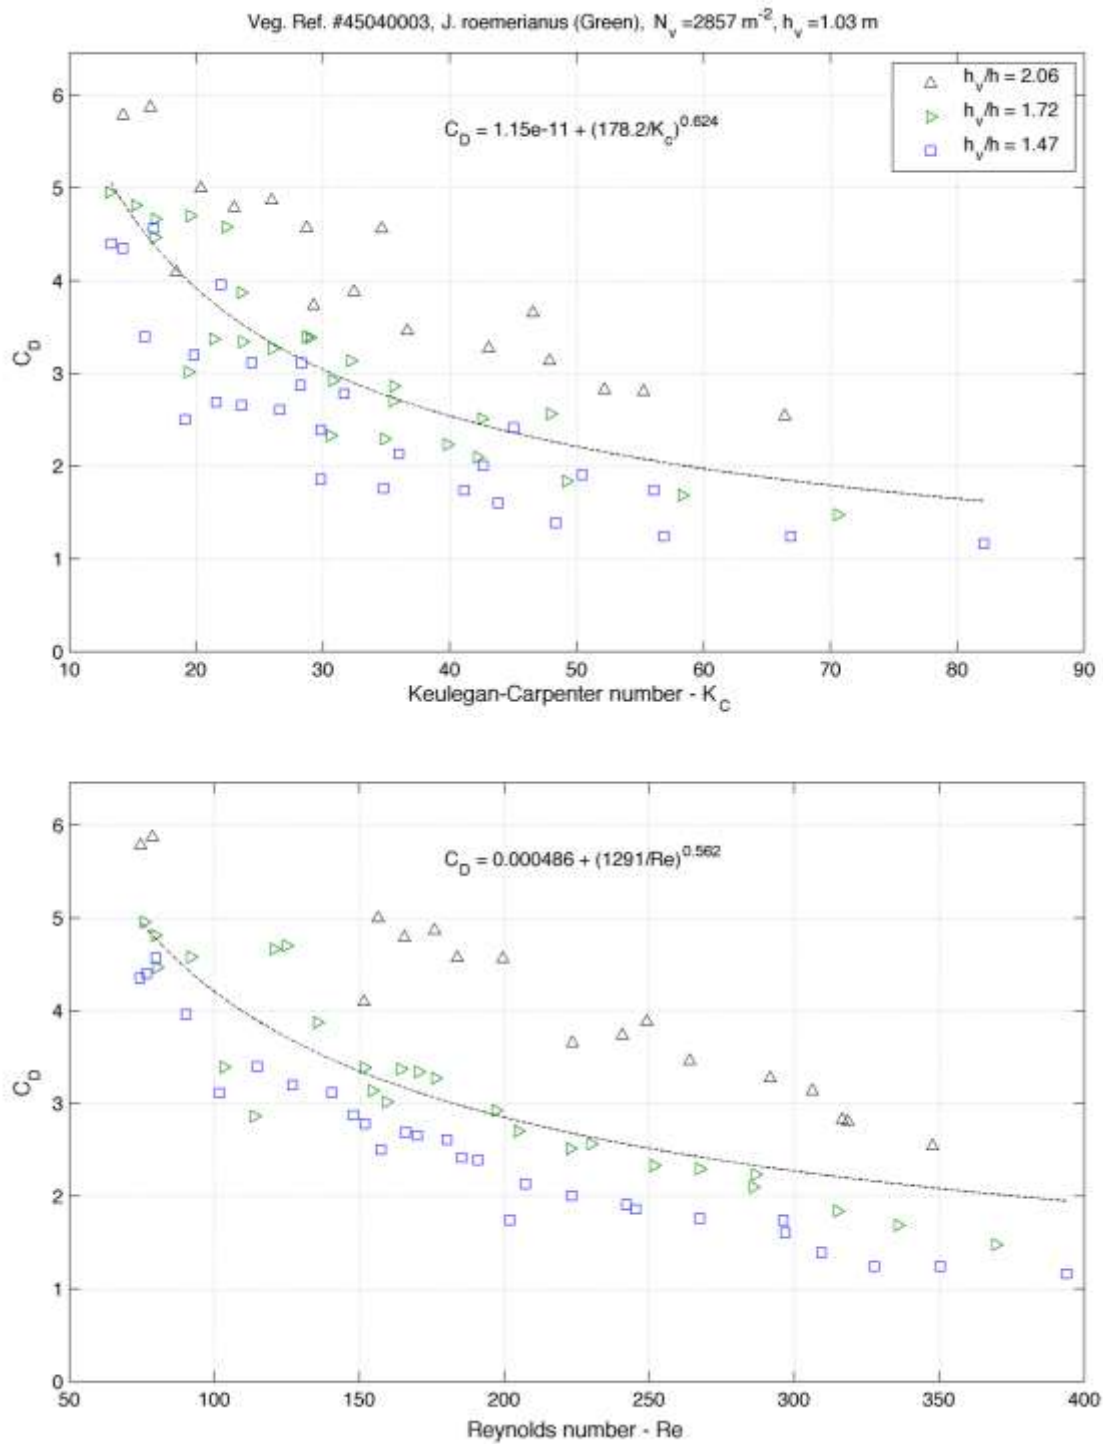 Veg. Ref. #45040003, J. roemerianus (Green), N_v =2857 m^-2, h_v =1.03 m
h_v/h = 2.06
h_v/h = 1.72
h_v/h = 1.47
C_D = 1.15e-11 + (178.2/K_c)^0.624
6
5
4
3
2
1
0
C_D
10 20 30 40 50 60 70 80 90
Keulegan-Carpenter number - K_C
C_D = 0.000486 + (1291/Re)^0.562
6
5
4
3
2
1
0
C_D
50 100 150 200 250 300 350 400
Reynolds number - Re